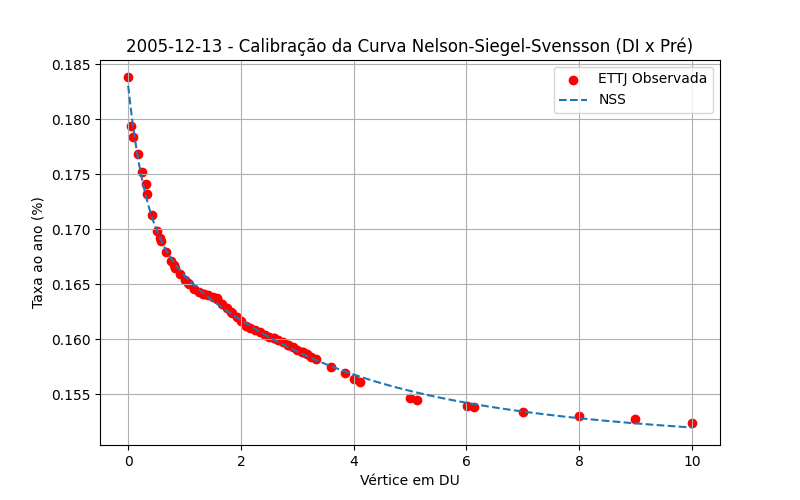 2005-12-13 - Calibração da Curva Nelson-Siegel-Svensson (DI x Pré)
ETTJ Observada
NSS
Taxa ao ano (%)
0.185
0.180
0.175
0.170
0.165
0.160
0.155
0 2 4 6 8 10
Vértice em DU